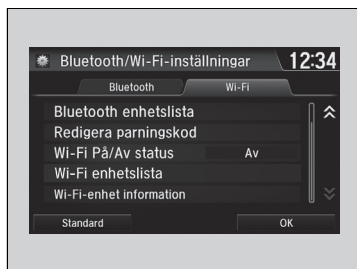 Bluetooth/Wi-Fi-inställningar 12:34
Bluetooth Wi-Fi
Bluetooth enhetslista
Redigera parningskod
Wi-Fi På/Av status Av
Wi-Fi enhetslista
Wi-Fi-enhet information
Standard OK